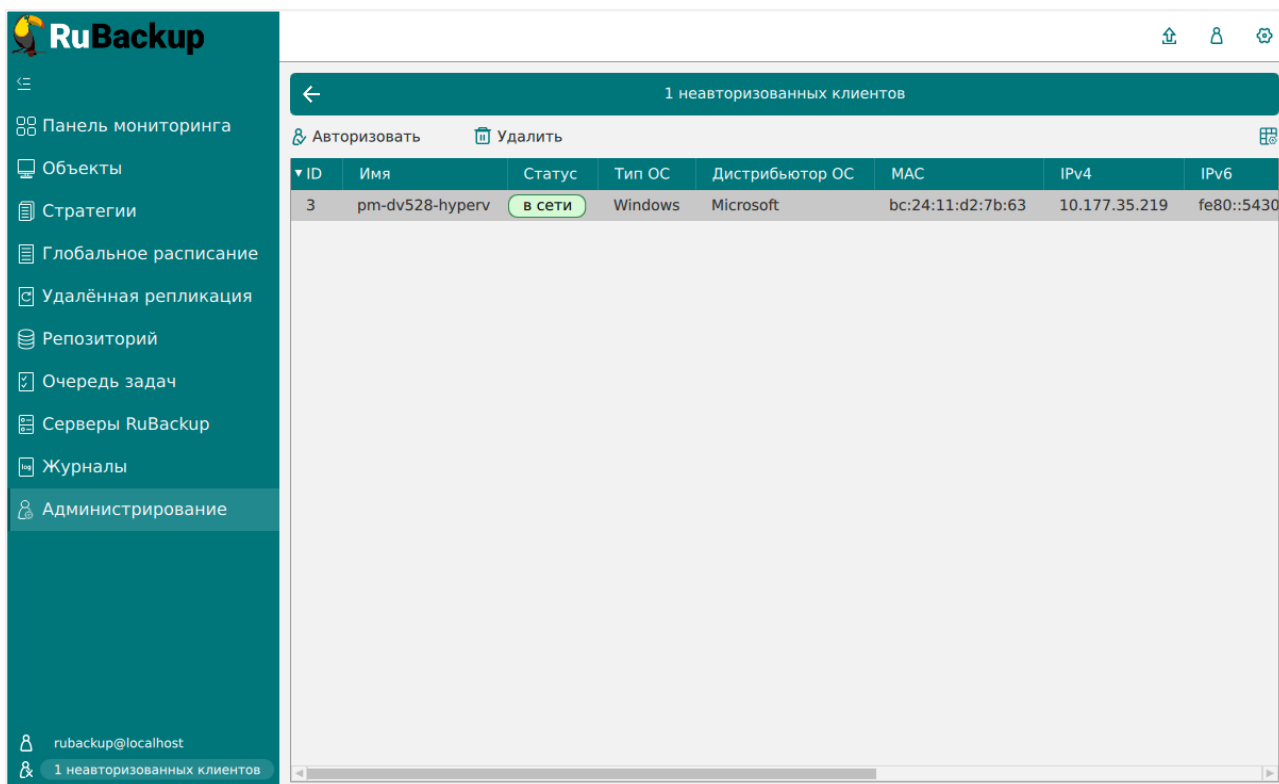 RuBackup
1 неавторизованных клиентов
Авторизовать Удалить
ID Имя Статус Тип ОС Дистрибьютор ОС MAC IPv4 IPv6
3 pm-dv528-hyperv в сети Windows Microsoft bc:24:11:d2:7b:63 10.177.35.219 fe80::5430
Панель мониторинга
Объекты
Стратегии
Глобальное расписание
Удалённая репликация
Репозиторий
Очередь задач
Серверы RuBackup
log Журналы
Администрирование
rubackup@localhost
1 неавторизованных клиентов